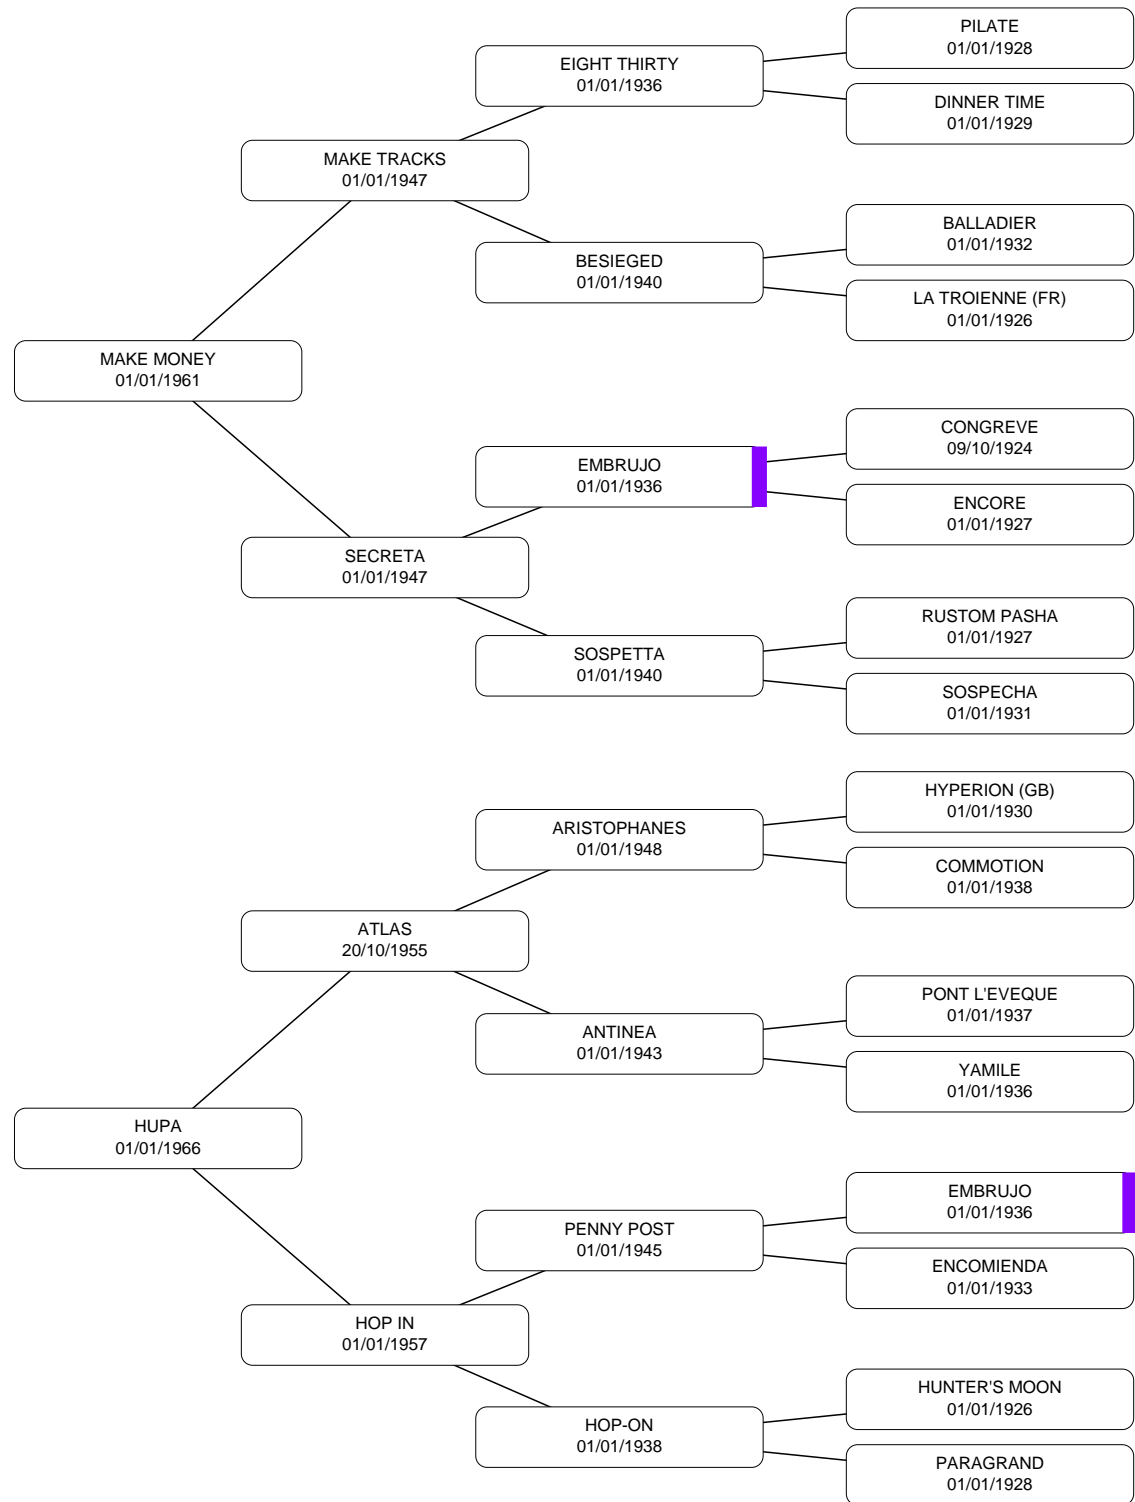 PILATE
01/01/1928
EIGHT THIRTY
01/01/1936
DINNER TIME
01/01/1929
MAKE TRACKS
01/01/1947
BALLADIER
01/01/1932
BESIEGED
01/01/1940
LA TROIENNE (FR)
01/01/1926
MAKE MONEY
01/01/1961
CONGREVE
09/10/1924
EMBRUJO
01/01/1936
ENCORE
01/01/1927
SECRETA
01/01/1947
RUSTOM PASHA
01/01/1927
SOSPETTA
01/01/1940
SOSPECHA
01/01/1931
HYPERION (GB)
01/01/1930
ARISTOPHANES
01/01/1948
COMMOTION
01/01/1938
ATLAS
20/10/1955
PONT L'EVEQUE
01/01/1937
ANTINEA
01/01/1943
YAMILE
01/01/1936
HUPA
01/01/1966
EMBRUJO
01/01/1936
PENNY POST
01/01/1945
ENCOMIENDA
01/01/1933
HOP IN
01/01/1957
HUNTER'S MOON
01/01/1926
HOP-ON
01/01/1938
PARAGRAND
01/01/1928